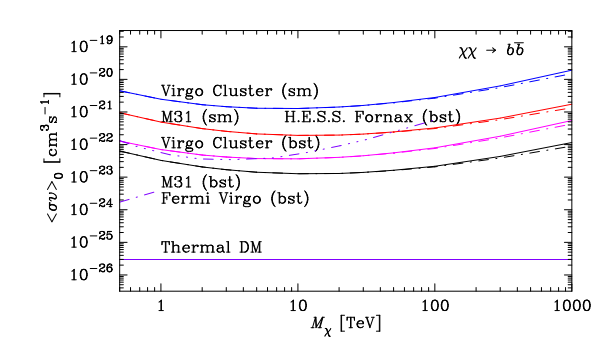 χχ → bb̅
10⁻¹⁹
10⁻²⁰
10⁻²¹
10⁻²²
10⁻²³
10⁻²⁴
10⁻²⁵
10⁻²⁶
<σv>₀ [cm³s⁻¹]
Virgo Cluster (sm)
M31 (sm) H.E.S.S. Fornax (bst)
Virgo Cluster (bst)
M31 (bst)
Fermi Virgo (bst)
Thermal DM
1 10 100 1000
Mχ [TeV]